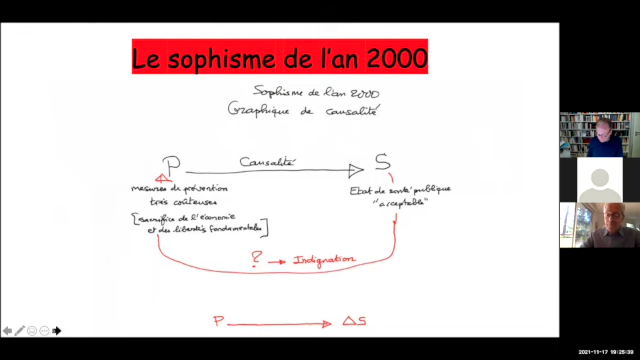 Le sophisme de l'an 2000
Sophisme de l'an 2000
Graphique de causalité
P
Causalité
S
mesures de prévention
très coûteuses
[sacrifice de l'économie
et des libertés fondamentales]
Etat de santé publique
"acceptable"
? → Indignation
P → ΔS
2021-11-17 19:25:39